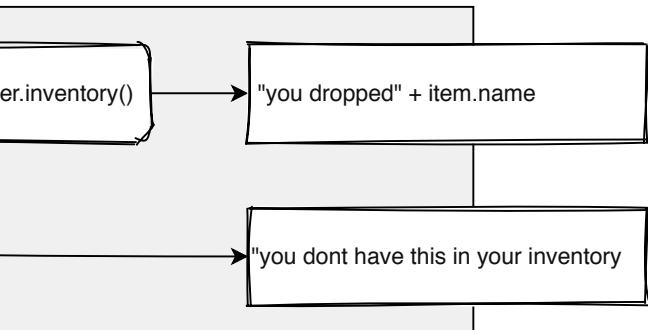 er.inventory()
"you dropped" + item.name
"you dont have this in your inventory